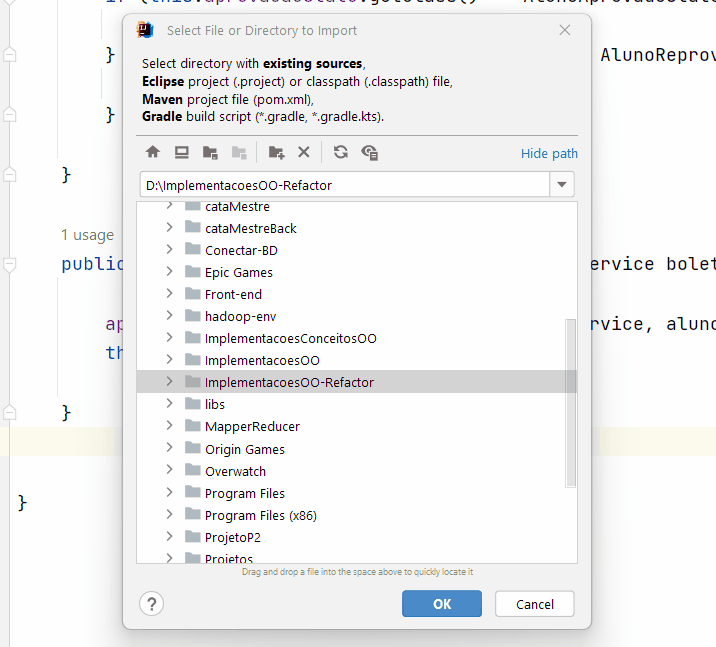 Select File or Directory to Import
Select directory with existing sources,
Eclipse project (.project) or classpath (.classpath) file,
Maven project file (pom.xml),
Gradle build script (*.gradle, *.gradle.kts).
Hide path
D:\ImplementacoesOO-Refactor
cataMestre
cataMestreBack
Conectar-BD
Epic Games
Front-end
hadoop-env
ImplementacoesConceitosOO
ImplementacoesOO
ImplementacoesOO-Refactor
libs
MapperReducer
Origin Games
Overwatch
Program Files
Program Files (x86)
ProjetoP2
Projetos
Drag and drop a file into the space above to quickly locate it
?
OK
Cancel
} AlunoReprov
}
}
1 usage
public ervice bolet
ap rvice, aluno
th
}
}